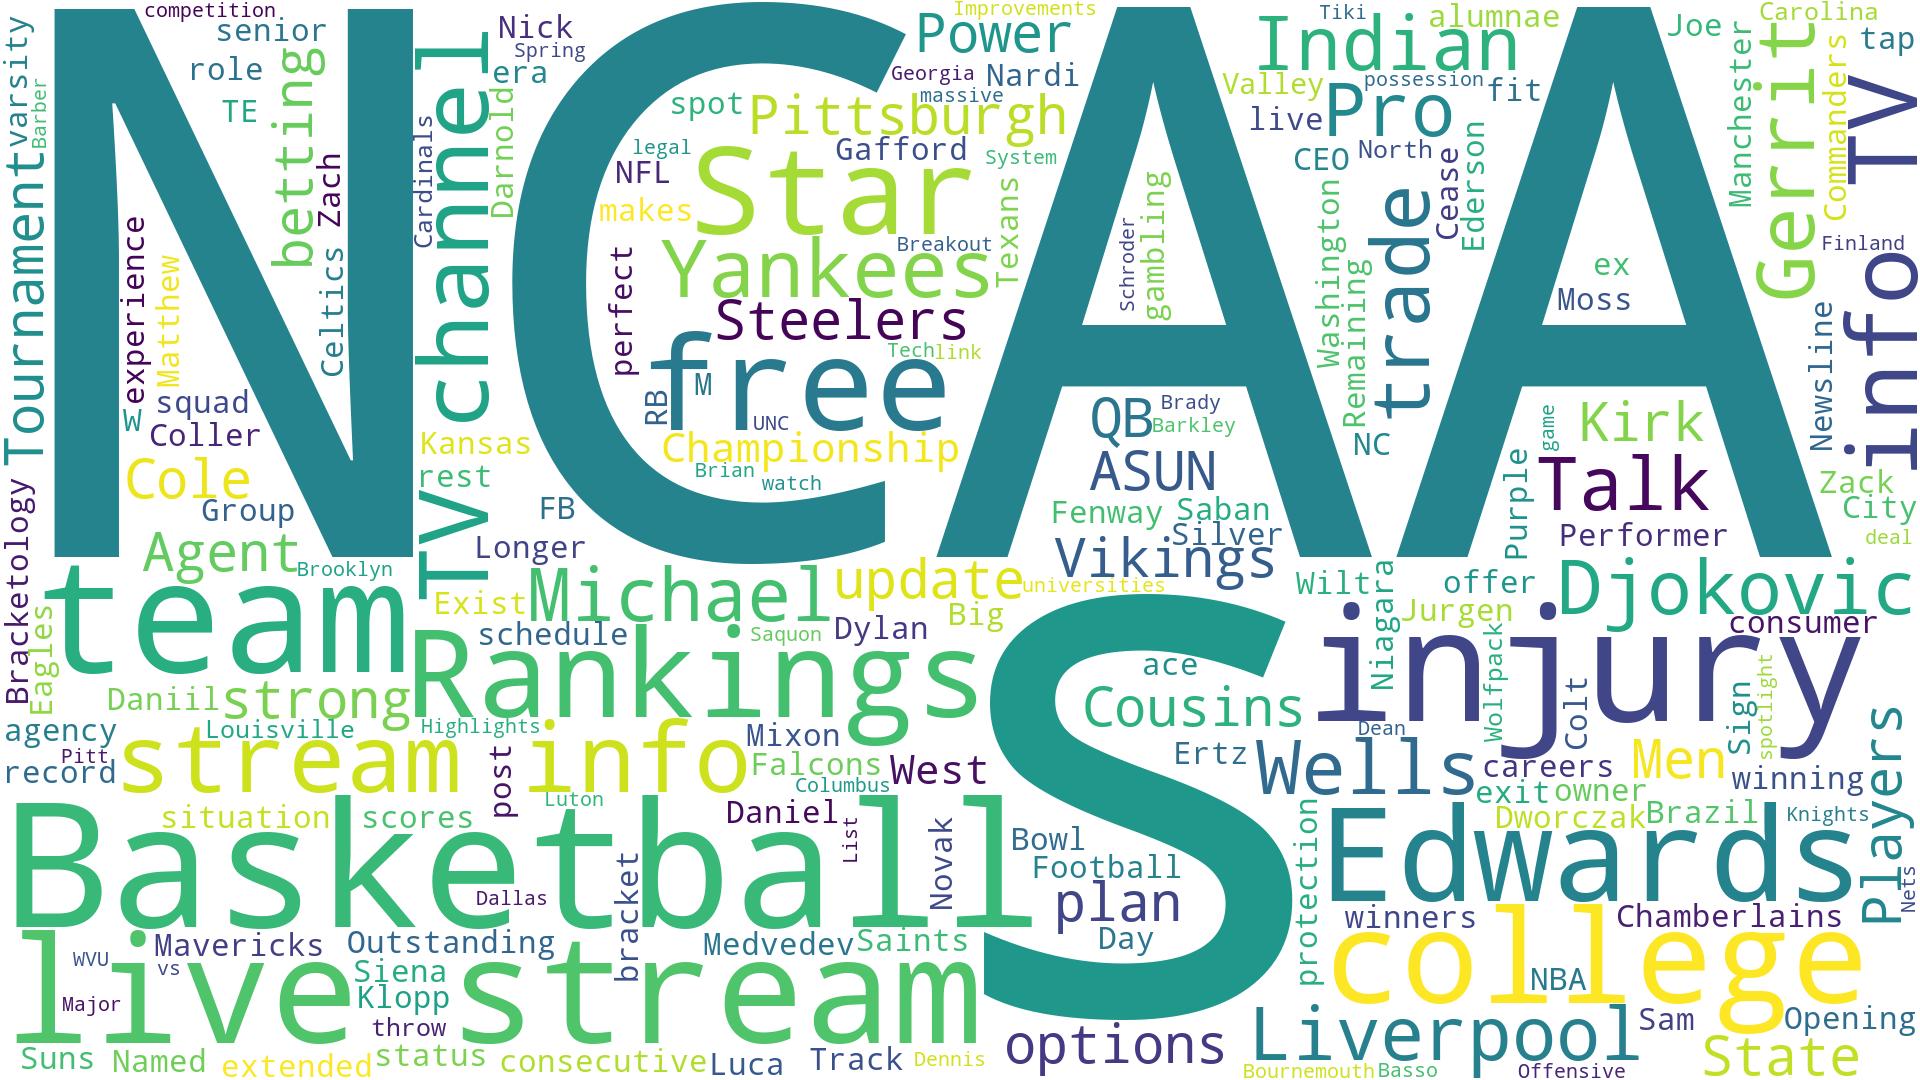 competition
senior
role
TE
betting
varsity
Barber
Tournament
NCAA
experience
Matthew
Zach
Celtics
W
squad
Coller
Cole
Group
Agent
Brooklyn
Bracketology
Eagles
team
TV channel
Cardinals
Nick
Spring
era
Darnold
Kansas
rest
FB
Longer
Exist
Power
Improvements
Georgia
Nardi
massive
spot
Pittsburgh
legal
NFL
Gafford
System
makes
Star
Breakout
Texans
Yankees
perfect
Steelers
Tech
link
free
RB
M
UNC
Championship
Brian
watch
Indian
Tiki
alumnae
Joe
Carolina
tap
Valley
possession
fit
live
Pro
CEO
North
Cease
Ederson
Manchester
Gerrit
Commanders
TV
info
Finland
Newsline
Schroder
gambling
Washington
Remaining
trade
ex
Moss
QB
Brady
Barkley
ASUN
NC
game
Kirk
Talk
Purple
Performer
Zack
City
deal
Fenway
Saban
Silver
Vikings
universities
Michael
update
Big
schedule
Saquon
Dylan
Rankings
Highlights
Daniil
strong
agency
Louisville
Pitt
record
stream info
post
Mixon
Falcons
West
Columbus
Luton
situation
scores
Daniel
List
Novak
Basketball
Dallas
bracket
S
ace
Cousins
Ertz
Wilt
Niagara
offer
Jurgen
Djokovic
consumer
injury
Wolfpack
Colt
Sign
spotlight
Dean
Wells
careers
Men
winning
exit
owner
Dworczak
Brazil
Knights
Players
Nets
Bowl
Football
plan
Day
protection
Edwards
winners
Chamberlains
college
NBA
WVU
vs
Mavericks
Outstanding
Medvedev
Saints
Siena
Klopp
Major
live stream
throw
Suns
Named
extended
status
consecutive
Luca
Track
Dennis
options
Liverpool
Sam
Opening
State
Bournemouth
Basso
Offensive